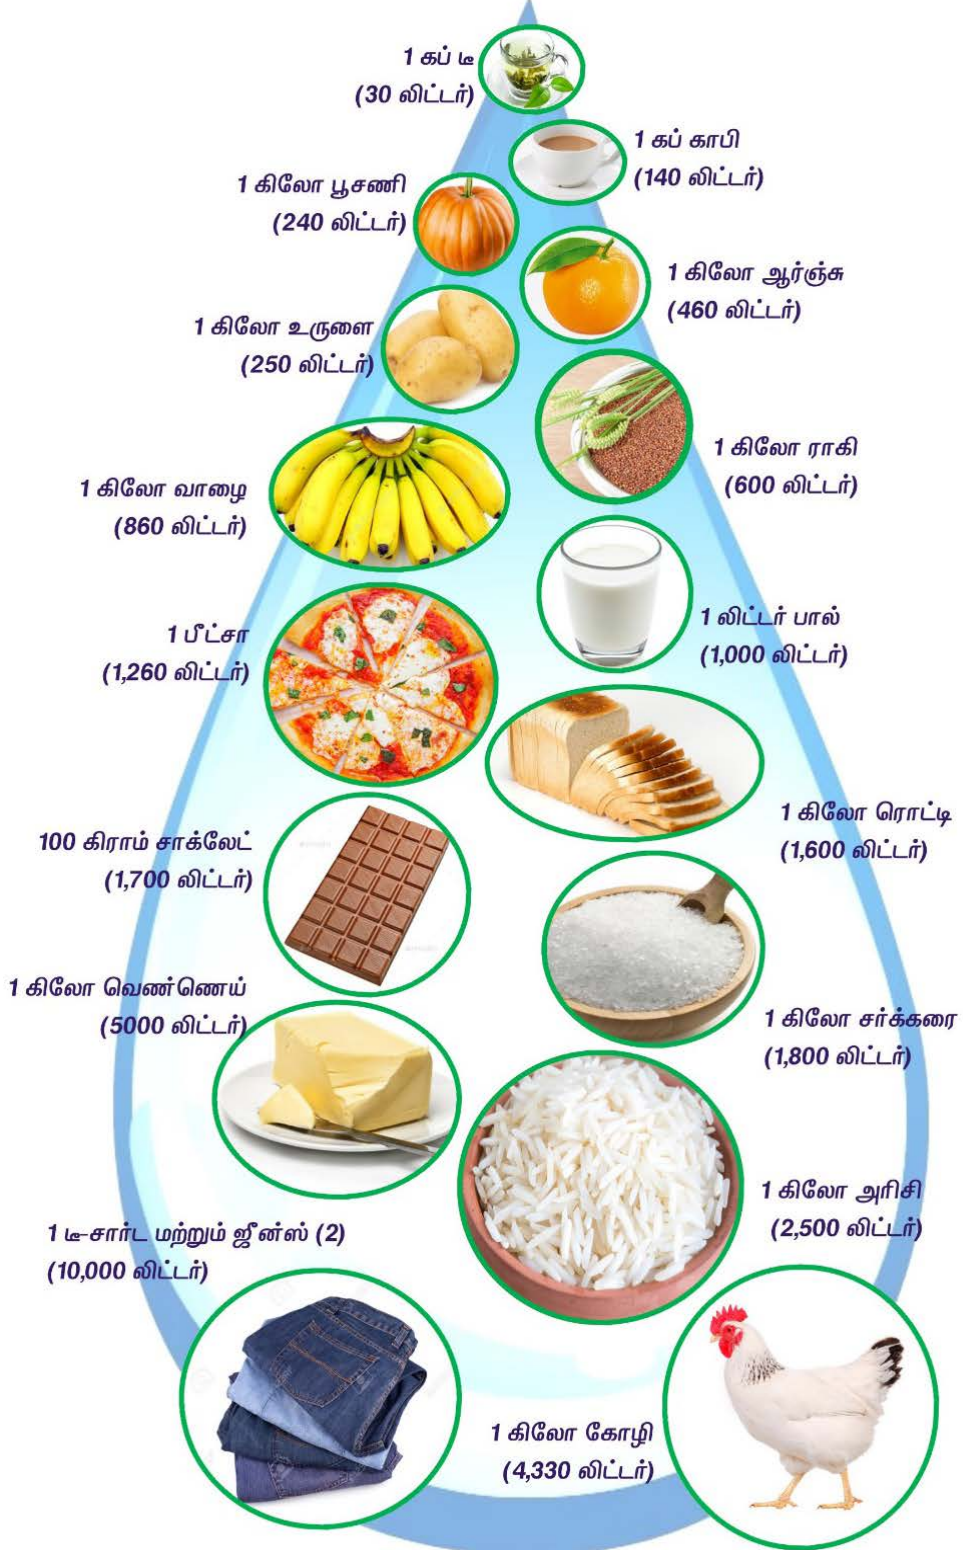 1 கப் டீ
(30 லிட்டர்)
1 கப் காபி
(140 லிட்டர்)
1 கிலோ பூசணி
(240 லிட்டர்)
1 கிலோ ஆர்ஞ்சு
(460 லிட்டர்)
1 கிலோ உருளை
(250 லிட்டர்)
1 கிலோ ராகி
(600 லிட்டர்)
1 கிலோ வாழை
(860 லிட்டர்)
1 லிட்டர் பால்
(1,000 லிட்டர்)
1 பீட்சா
(1,260 லிட்டர்)
1 கிலோ ரொட்டி
(1,600 லிட்டர்)
100 கிராம் சாக்லேட்
(1,700 லிட்டர்)
1 கிலோ வெண்ணெய்
(5000 லிட்டர்)
1 கிலோ சர்க்கரை
(1,800 லிட்டர்)
1 கிலோ அரிசி
(2,500 லிட்டர்)
1 டீ-சார்ட மற்றும் ஜீன்ஸ் (2)
(10,000 லிட்டர்)
1 கிலோ கோழி
(4,330 லிட்டர்)